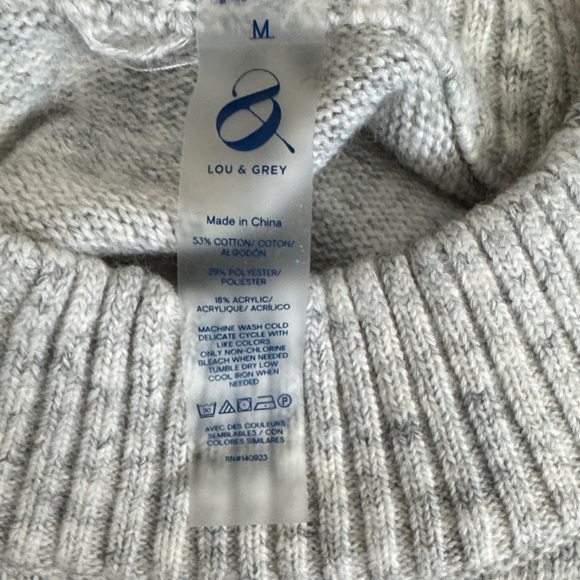 M
&
LOU & GREY
Made in China
53% COTTON/ COTON/
ALGODÓN
29% POLYESTER/
POLIESTER
18% ACRYLIC/
ACRYLIQUE/ ACRÍLICO
MACHINE WASH COLD
DELICATE CYCLE WITH
LIKE COLORS
ONLY NON-CHLORINE
BLEACH WHEN NEEDED
TUMBLE DRY LOW
COOL IRON WHEN
NEEDED
30 P
AVEC DES COULEURS
SEMBLABLES / CON
COLORES SIMILARES
RN#140923